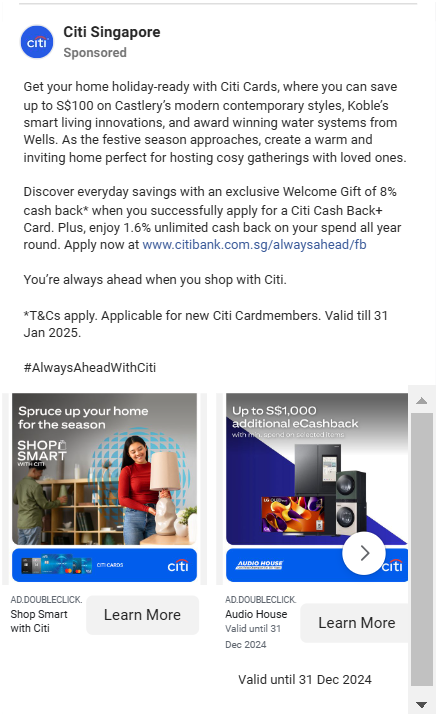 citi
Citi Singapore
Sponsored
Get your home holiday-ready with Citi Cards, where you can save
up to S$100 on Castlery's modern contemporary styles, Koble's
smart living innovations, and award winning water systems from
Wells. As the festive season approaches, create a warm and
inviting home perfect for hosting cosy gatherings with loved ones.
Discover everyday savings with an exclusive Welcome Gift of 8%
cash back* when you successfully apply for a Citi Cash Back+
Card. Plus, enjoy 1.6% unlimited cash back on your spend all year
round. Apply now at www.citibank.com.sg/alwaysahead/fb
You're always ahead when you shop with Citi.
*T&Cs apply. Applicable for new Citi Cardmembers. Valid till 31
Jan 2025.
#AlwaysAheadWithCiti
Spruce up your home
for the season
SHOP
SMART
WITH CITI
CITI CARDS
citi
AD.DOUBLECLICK.
Shop Smart
with Citi
Learn More
Up to S$1,000
additional eCashback
with min. spend on selected items
LG OLED
AUDIO HOUSE
citi
AD.DOUBLECLICK.
Audio House
Valid until 31
Dec 2024
Learn More
Valid until 31 Dec 2024